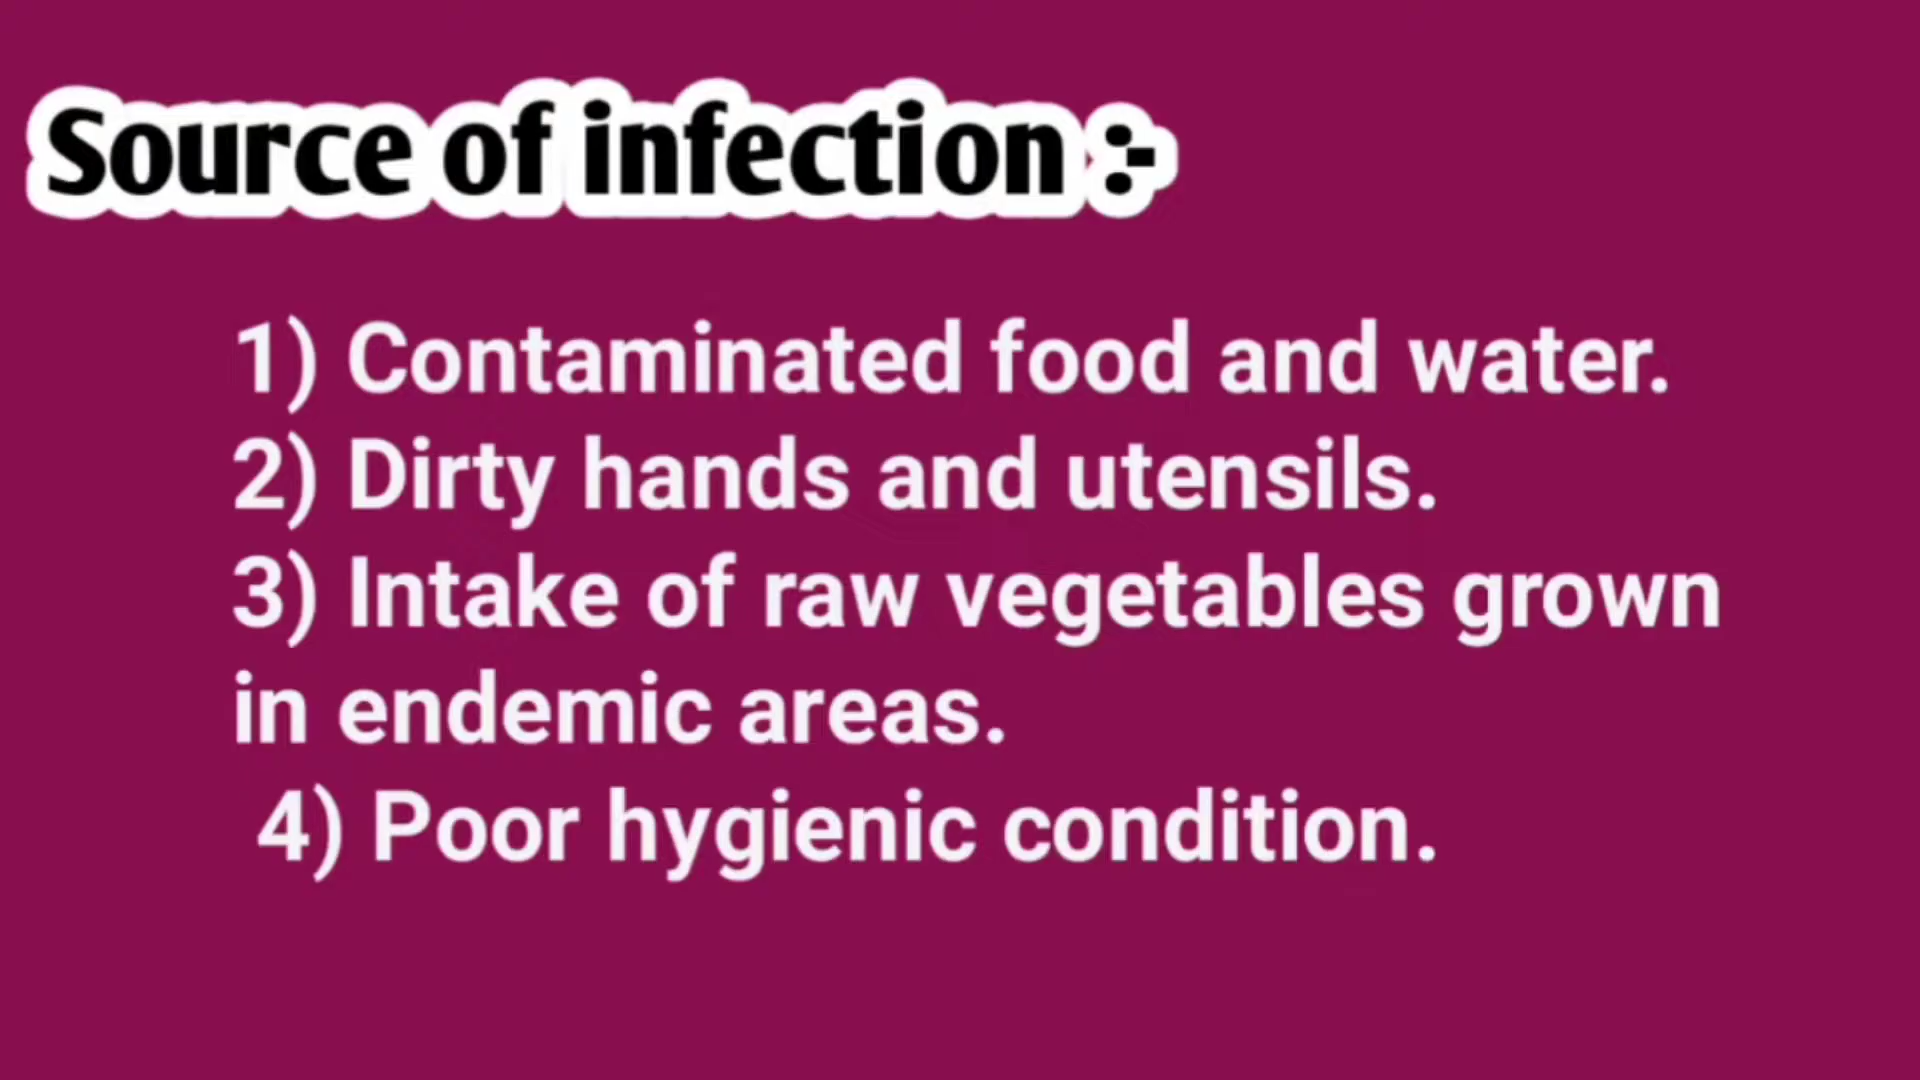 Source of infection :-
1) Contaminated food and water.
2) Dirty hands and utensils.
3) Intake of raw vegetables grown
in endemic areas.
4) Poor hygienic condition.